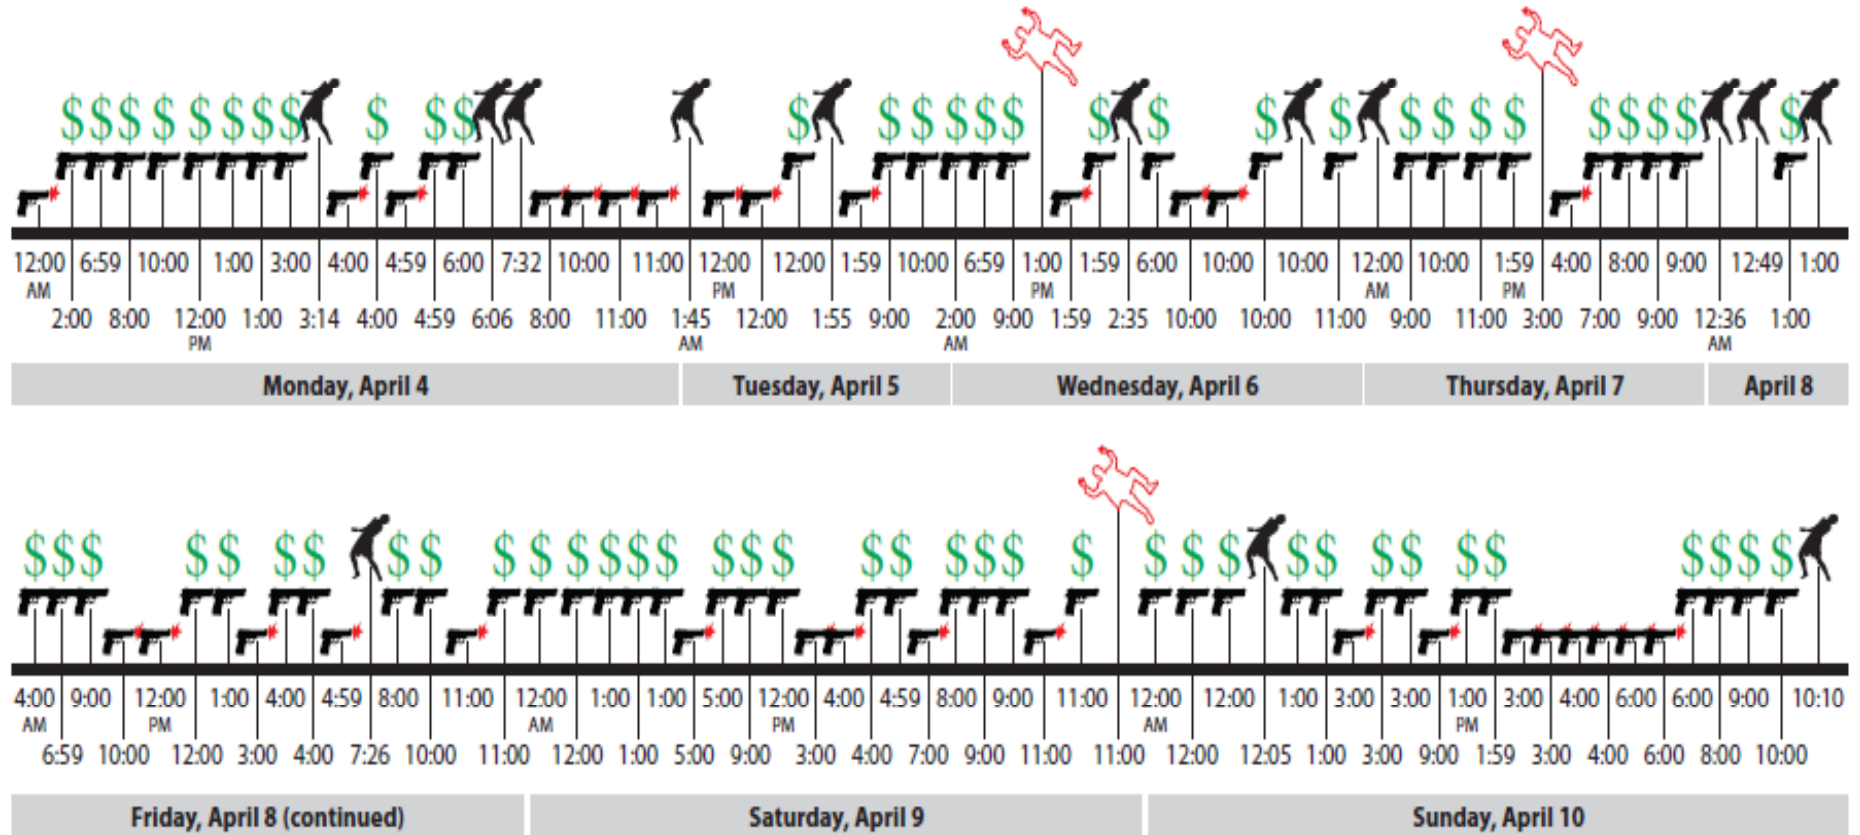 $ $ $ $ $ $ $ $ $ $ $ $ $ $ $ $ $ $ $ $ $ $ $ $ $ $ $ $ $ $ $
12:00 6:59 10:00 1:00 3:00 4:00 4:59 6:00 7:32 10:00 11:00 12:00 12:00 1:59 10:00 6:59 1:00 1:59 6:00 10:00 10:00 12:00 10:00 1:59 4:00 8:00 9:00 12:49 1:00
AM PM PM AM PM
2:00 8:00 12:00 1:00 3:14 4:00 4:59 6:06 8:00 11:00 1:45 12:00 1:55 9:00 2:00 9:00 1:59 2:35 10:00 10:00 11:00 9:00 11:00 3:00 7:00 9:00 12:36 1:00
PM AM AM AM
Monday, April 4 Tuesday, April 5 Wednesday, April 6 Thursday, April 7 April 8
$ $ $ $ $ $ $ $ $ $ $ $ $ $ $ $ $ $ $ $ $ $ $ $ $ $ $ $ $ $ $ $ $ $ $ $ $
4:00 9:00 12:00 1:00 4:00 4:59 8:00 11:00 12:00 1:00 1:00 5:00 12:00 4:00 4:59 8:00 9:00 11:00 12:00 12:00 1:00 3:00 3:00 1:00 3:00 4:00 6:00 6:00 9:00 10:10
AM PM AM PM AM PM
6:59 10:00 12:00 3:00 4:00 7:26 10:00 11:00 12:00 1:00 5:00 9:00 3:00 4:00 7:00 9:00 11:00 11:00 12:00 12:05 1:00 3:00 9:00 1:59 3:00 4:00 6:00 8:00 10:00
Friday, April 8 (continued) Saturday, April 9 Sunday, April 10